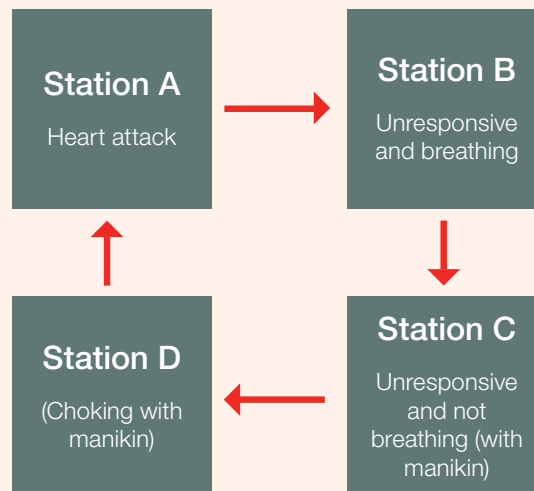 Station A
Heart attack
Station B
Unresponsive
and breathing
Station C
Unresponsive
and not
breathing (with
manikin)
Station D
(Choking with
manikin)